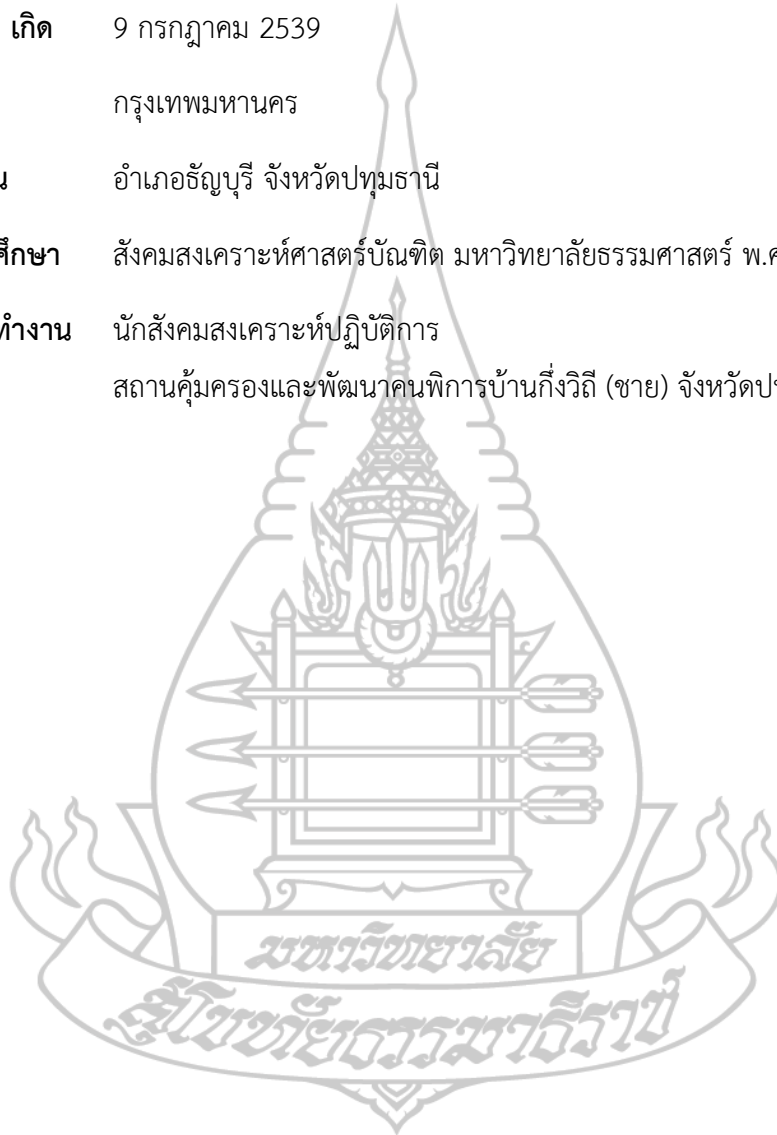 เกิด 9 กรกฎาคม 2539
กรุงเทพมหานคร
อำเภอธัญบุรี จังหวัดปทุมธานี
สังคมสงเคราะห์ศาสตร์บัณฑิต มหาวิทยาลัยธรรมศาสตร์
นักสังคมสงเคราะห์ปฏิบัติการ
สถานคุ้มครองและพัฒนาคนพิการบ้านกึ่งวิถี (ชาย)
มหาวิทยาลัย
สุโขทัยธรรมาธิราช